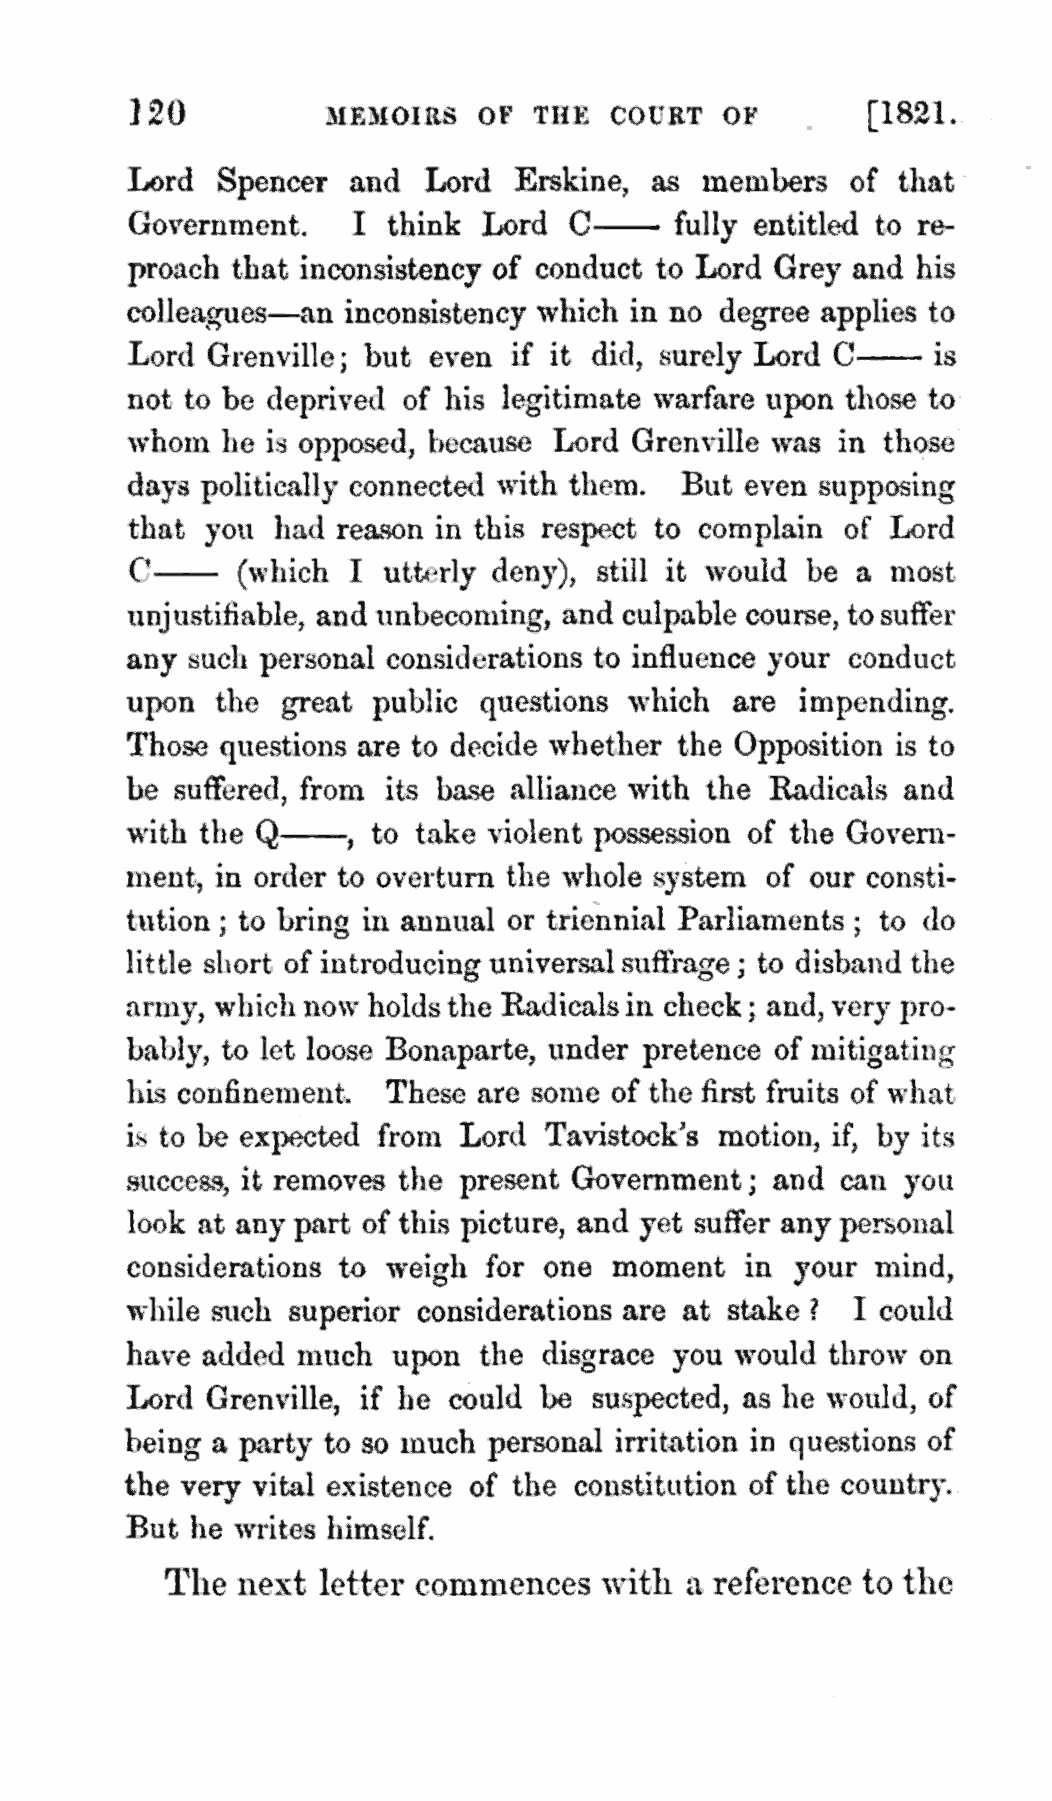 120 MEMOIRS OF THE COURT OF [1821.
Lord Spencer and Lord Erskine, as members of that
Government. I think Lord C—— fully entitled to re-
proach that inconsistency of conduct to Lord Grey and his
colleagues—an inconsistency which in no degree applies to
Lord Grenville; but even if it did, surely Lord C—— is
not to be deprived of his legitimate warfare upon those to
whom he is opposed, because Lord Grenville was in those
days politically connected with them. But even supposing
that you had reason in this respect to complain of Lord
C—— (which I utterly deny), still it would be a most
unjustifiable, and unbecoming, and culpable course, to suffer
any such personal considerations to influence your conduct
upon the great public questions which are impending.
Those questions are to decide whether the Opposition is to
be suffered, from its base alliance with the Radicals and
with the Q——, to take violent possession of the Govern-
ment, in order to overturn the whole system of our consti-
tution; to bring in annual or triennial Parliaments; to do
little short of introducing universal suffrage; to disband the
army, which now holds the Radicals in check; and, very pro-
bably, to let loose Bonaparte, under pretence of mitigating
his confinement. These are some of the first fruits of what
is to be expected from Lord Tavistock's motion, if, by its
success, it removes the present Government; and can you
look at any part of this picture, and yet suffer any personal
considerations to weigh for one moment in your mind,
while such superior considerations are at stake? I could
have added much upon the disgrace you would throw on
Lord Grenville, if he could be suspected, as he would, of
being a party to so much personal irritation in questions of
the very vital existence of the constitution of the country.
But he writes himself.
The next letter commences with a reference to the